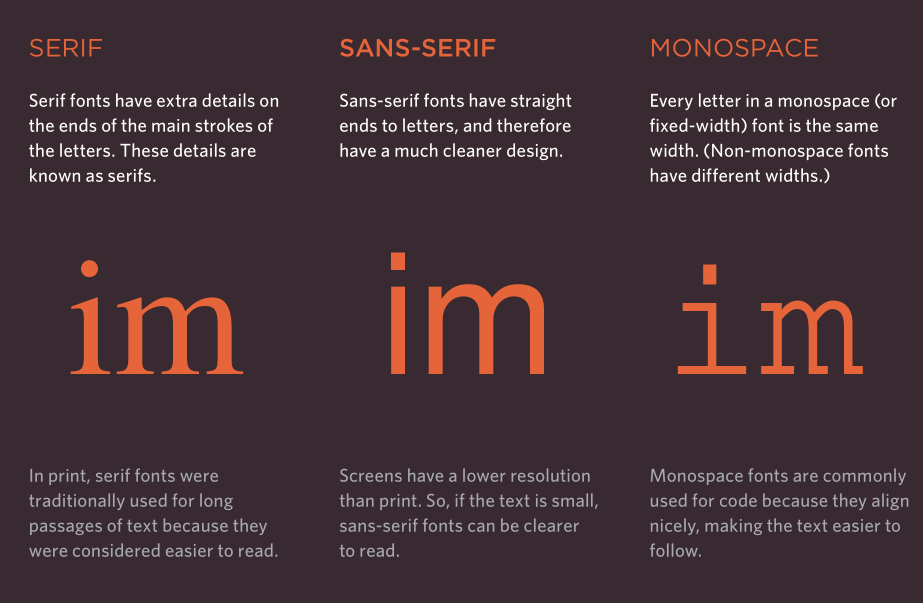 SERIF
Serif fonts have extra details on
the ends of the main strokes of
the letters. These details are
known as serifs.
im
In print, serif fonts were
traditionally used for long
passages of text because they
were considered easier to read.
SANS-SERIF
Sans-serif fonts have straight
ends to letters, and therefore
have a much cleaner design.
im
Screens have a lower resolution
than print. So, if the text is small,
sans-serif fonts can be clearer
to read.
MONOSPACE
Every letter in a monospace (or
fixed-width) font is the same
width. (Non-monospace fonts
have different widths.)
im
Monospace fonts are commonly
used for code because they align
nicely, making the text easier to
follow.